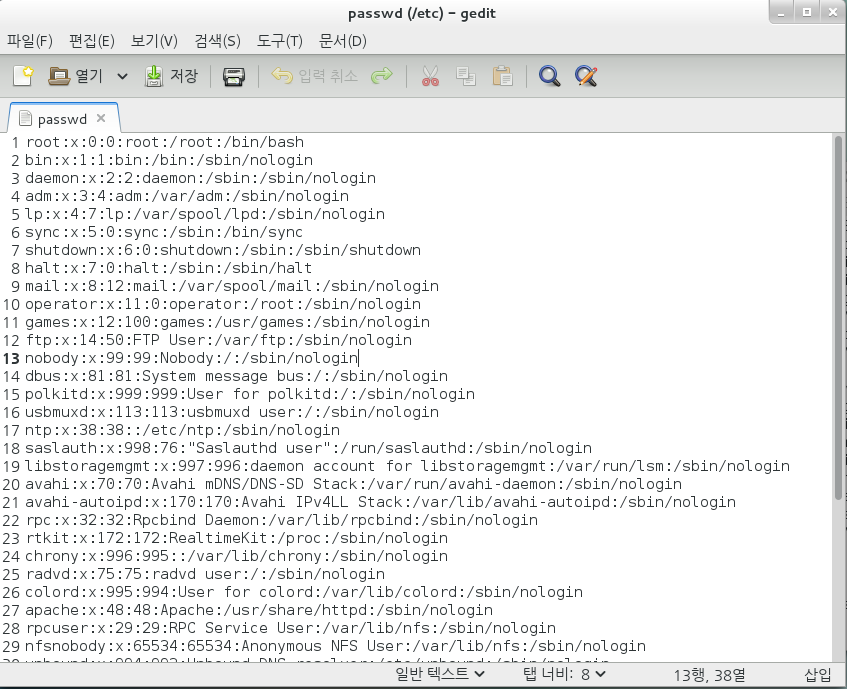 passwd (/etc) – gedit
파일(F) 편집(E) 보기(V) 검색(S) 도구(T) 문서(D)
열기 저장 입력 취소
passwd
1 root:x:0:0:root:/root:/bin/bash
2 bin:x:1:1:bin:/bin:/sbin/nologin
3 daemon:x:2:2:daemon:/sbin:/sbin/nologin
4 adm:x:3:4:adm:/var/adm:/sbin/nologin
5 lp:x:4:7:lp:/var/spool/lpd:/sbin/nologin
6 sync:x:5:0:sync:/sbin:/bin/sync
7 shutdown:x:6:0:shutdown:/sbin:/sbin/shutdown
8 halt:x:7:0:halt:/sbin:/sbin/halt
9 mail:x:8:12:mail:/var/spool/mail:/sbin/nologin
10 operator:x:11:0:operator:/root:/sbin/nologin
11 games:x:12:100:games:/usr/games:/sbin/nologin
12 ftp:x:14:50:FTP User:/var/ftp:/sbin/nologin
13 nobody:x:99:99:Nobody:/:/sbin/nologin
14 dbus:x:81:81:System message bus:/:/sbin/nologin
15 polkitd:x:999:999:User for polkitd:/:/sbin/nologin
16 usbmuxd:x:113:113:usbmuxd user:/:/sbin/nologin
17 ntp:x:38:38::/etc/ntp:/sbin/nologin
18 saslauth:x:998:76:"Saslauthd user":/run/saslauthd:/sbin/nologin
19 libstoragemgmt:x:997:996:daemon account for libstoragemgmt:/var/run/lsm:/sbin/nologin
20 avahi:x:70:70:Avahi mDNS/DNS-SD Stack:/var/run/avahi-daemon:/sbin/nologin
21 avahi-autoipd:x:170:170:Avahi IPv4LL Stack:/var/lib/avahi-autoipd:/sbin/nologin
22 rpc:x:32:32:Rpcbind Daemon:/var/lib/rpcbind:/sbin/nologin
23 rtkit:x:172:172:RealtimeKit:/proc:/sbin/nologin
24 chrony:x:996:995::/var/lib/chrony:/sbin/nologin
25 radvd:x:75:75:radvd user:/:/sbin/nologin
26 colord:x:995:994:User for colord:/var/lib/colord:/sbin/nologin
27 apache:x:48:48:Apache:/usr/share/httpd:/sbin/nologin
28 rpcuser:x:29:29:RPC Service User:/var/lib/nfs:/sbin/nologin
29 nfsnobody:x:65534:65534:Anonymous NFS User:/var/lib/nfs:/sbin/nologin
일반 텍스트 탭 너비: 8 13행, 38열 삽입